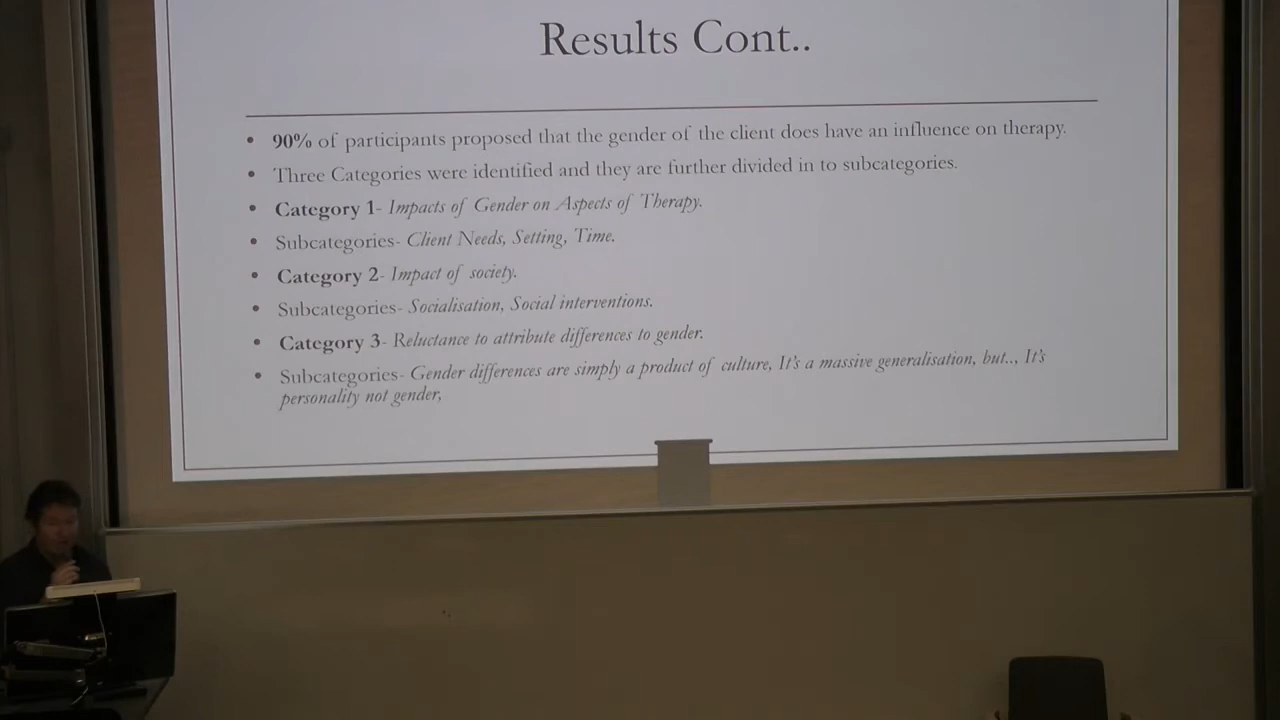 Results Cont..
• 90% of participants proposed that the gender of the client does have an influence on therapy.
• Three Categories were identified and they are further divided in to subcategories.
• Category 1- Impacts of Gender on Aspects of Therapy.
• Subcategories- Client Needs, Setting, Time.
• Category 2- Impact of society.
• Subcategories- Socialisation, Social interventions.
• Category 3- Reluctance to attribute differences to gender.
• Subcategories- Gender differences are simply a product of culture, It's a massive generalisation, but.., It's
personality not gender,